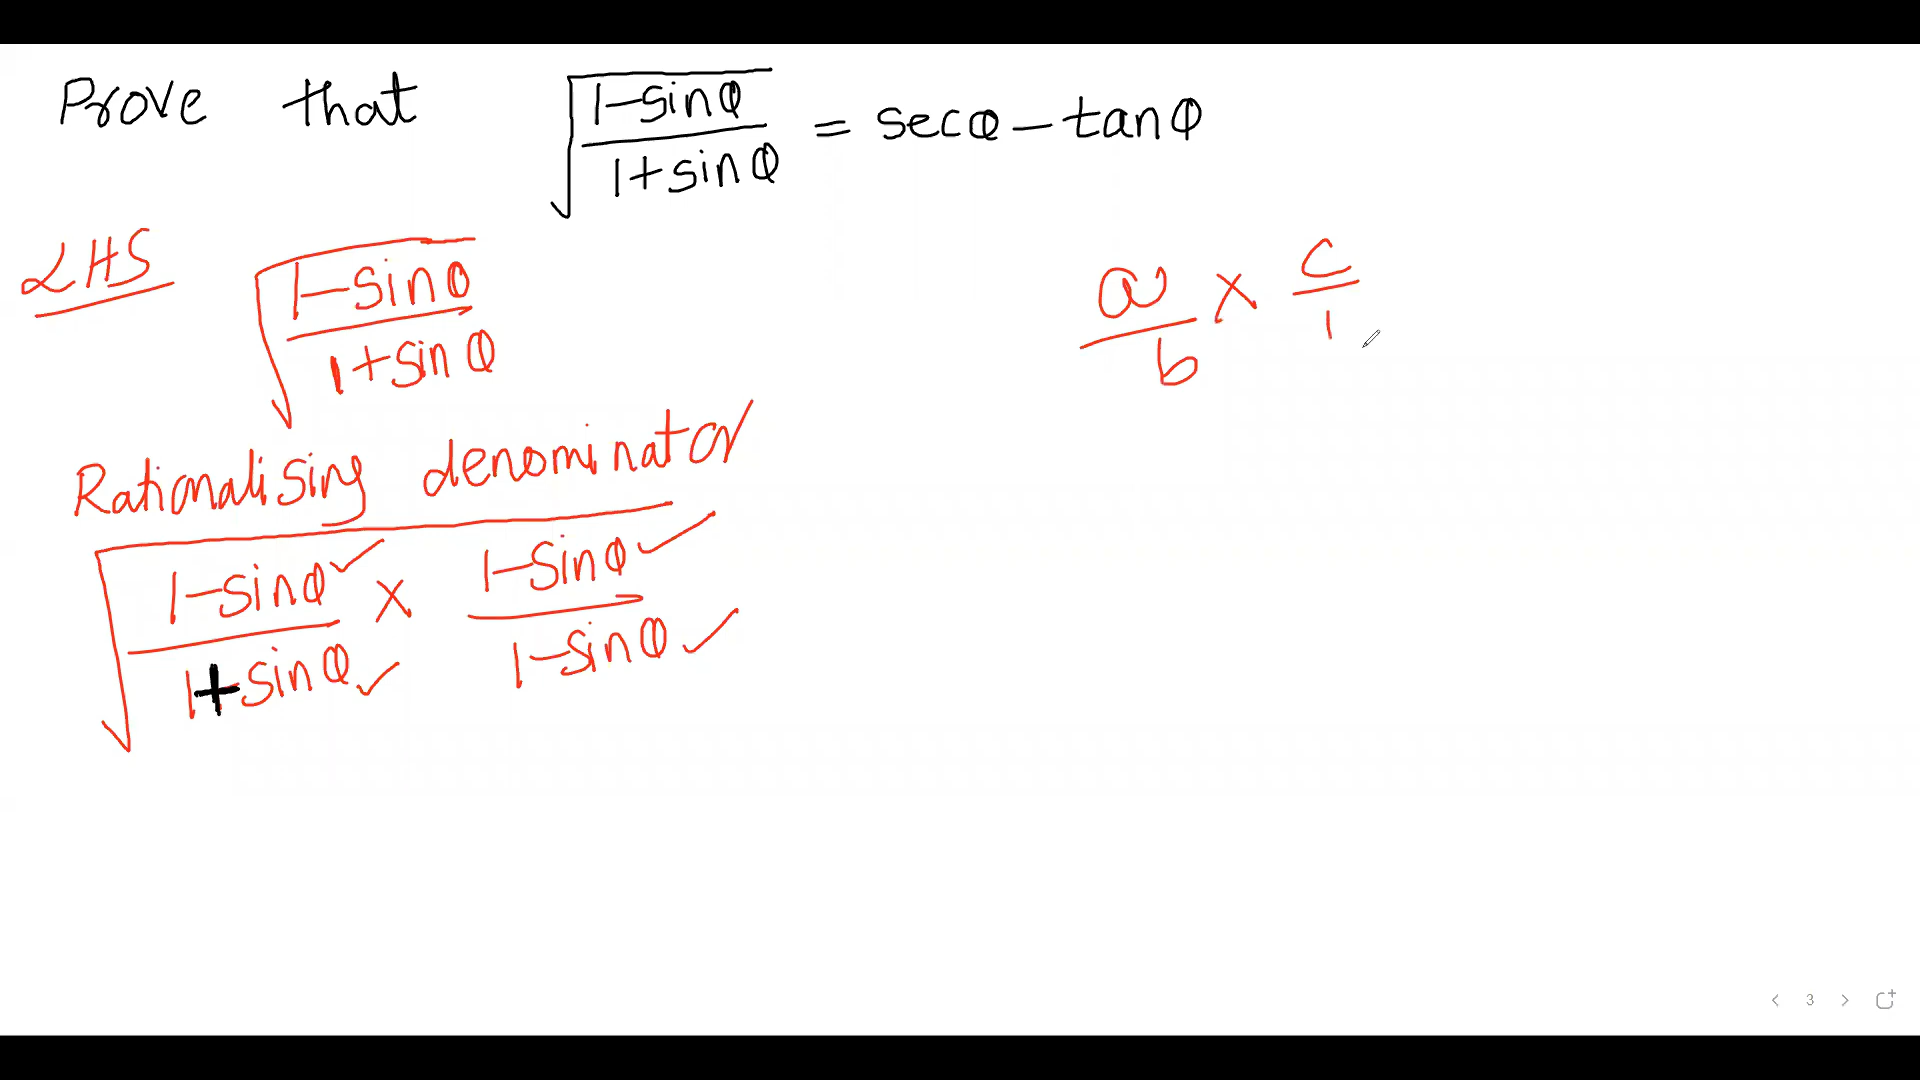 Prove that √((1-sinθ)/(1+sinθ)) = secθ - tanθ
LHS √((1-sinθ)/(1+sinθ))
a/b × c/
Rationalising denominator
√((1-sinθ)/(1+sinθ) × (1-sinθ)/(1-sinθ))
3